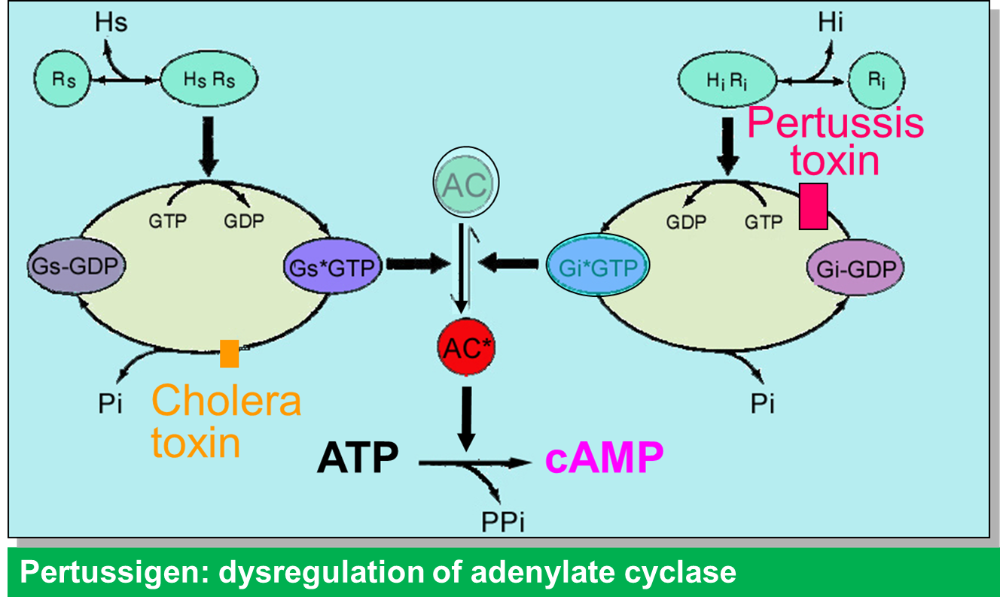 Hs
Hi
Rs
Hs Rs
Hi Ri
Ri
Pertussis
toxin
AC
GTP
GDP
GDP
GTP
Gs-GDP
Gs*GTP
Gi*GTP
Gi-GDP
AC*
Pi
Cholera
toxin
Pi
ATP
cAMP
PPi
Pertussigen: dysregulation of adenylate cyclase